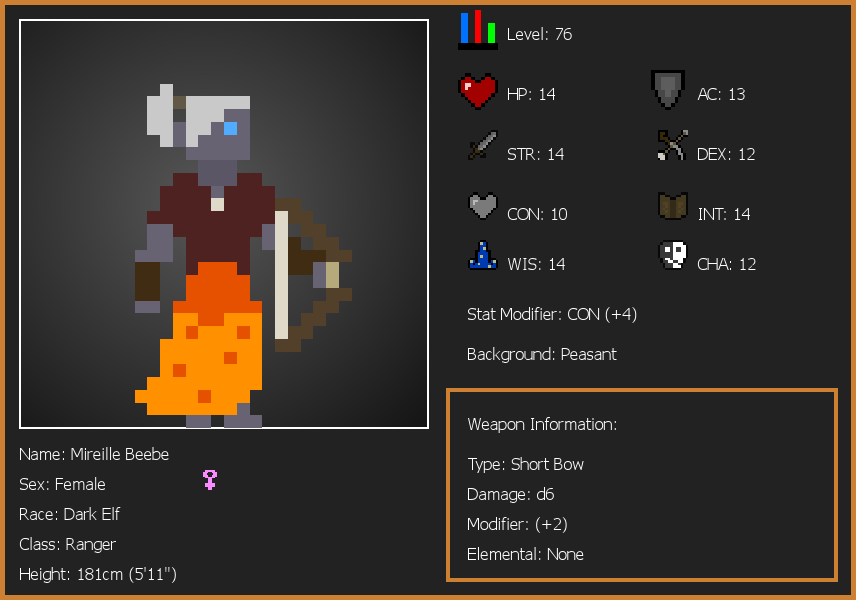 Level: 76
HP: 14
AC: 13
STR: 14
DEX: 12
CON: 10
INT: 14
WIS: 14
CHA: 12
Stat Modifier: CON (+4)
Background: Peasant
Weapon Information:
Type: Short Bow
Damage: d6
Modifier: (+2)
Elemental: None
Name: Mireille Beebe
Sex: Female
Race: Dark Elf
Class: Ranger
Height: 181cm (5'11")